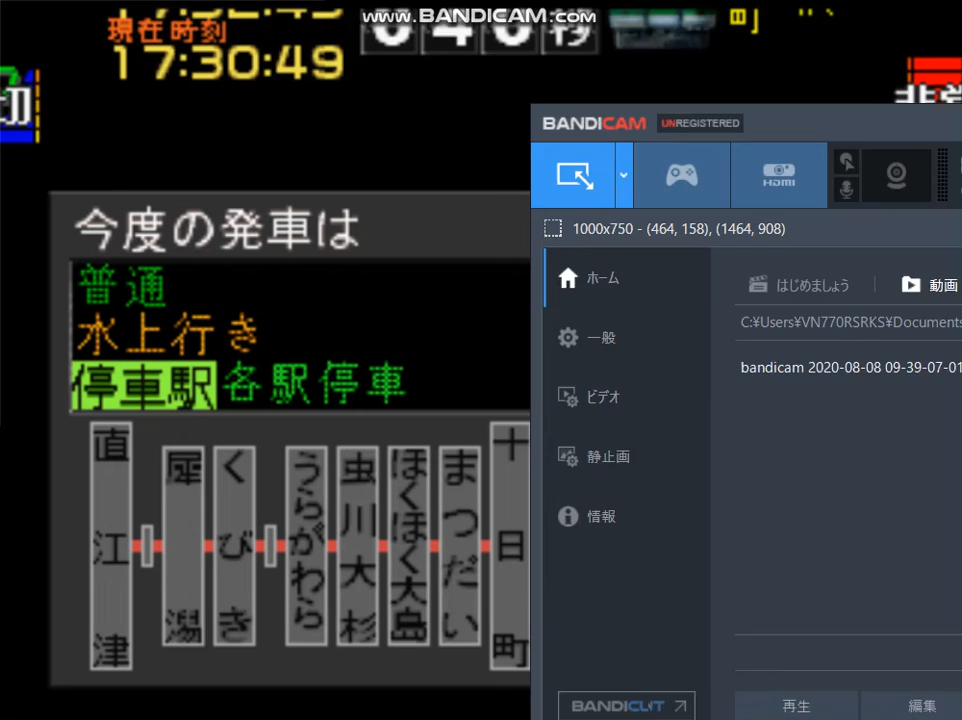 www.BANDICAM.com
現在時刻
17:30:49
町
切
BANDICAM UNREGISTERED
HDMI
1000x750 - (464, 158), (1464, 908)
ホーム
はじめましょう
動画
C:¥Users¥VN770RSRKS¥Documents
一般
bandicam 2020-08-08 09-39-07-01
ビデオ
静止画
情報
BANDICUT
再生
編集
今度の発車は
普通
水上行き
停車駅 各駅停車
直江津
犀潟
くびき
うらがわら
虫川大杉
ほくほく大島
まつだい
十日町